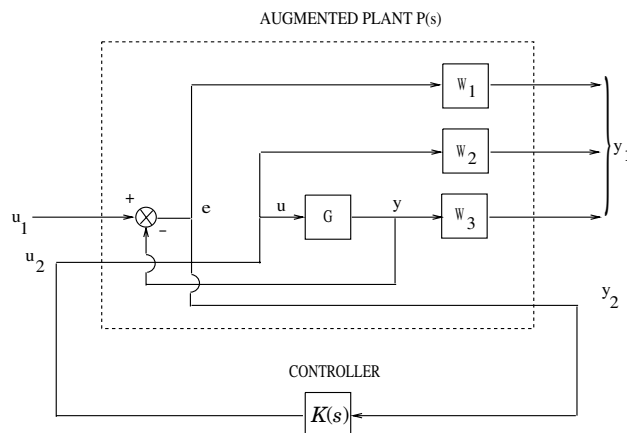 AUGMENTED PLANT P(s)
W1
W2
+
y1
u1
e
u
G
y
W3
−
u2
y2
CONTROLLER
K(s)